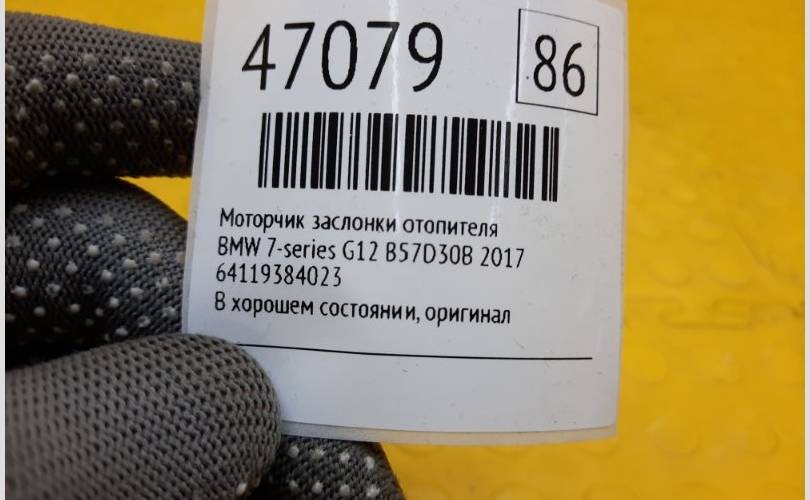 47079 86
Моторчик заслонки отопителя
BMW 7-series G12 B57D30B 2017
64119384023
В хорошем состоянии, оригинал